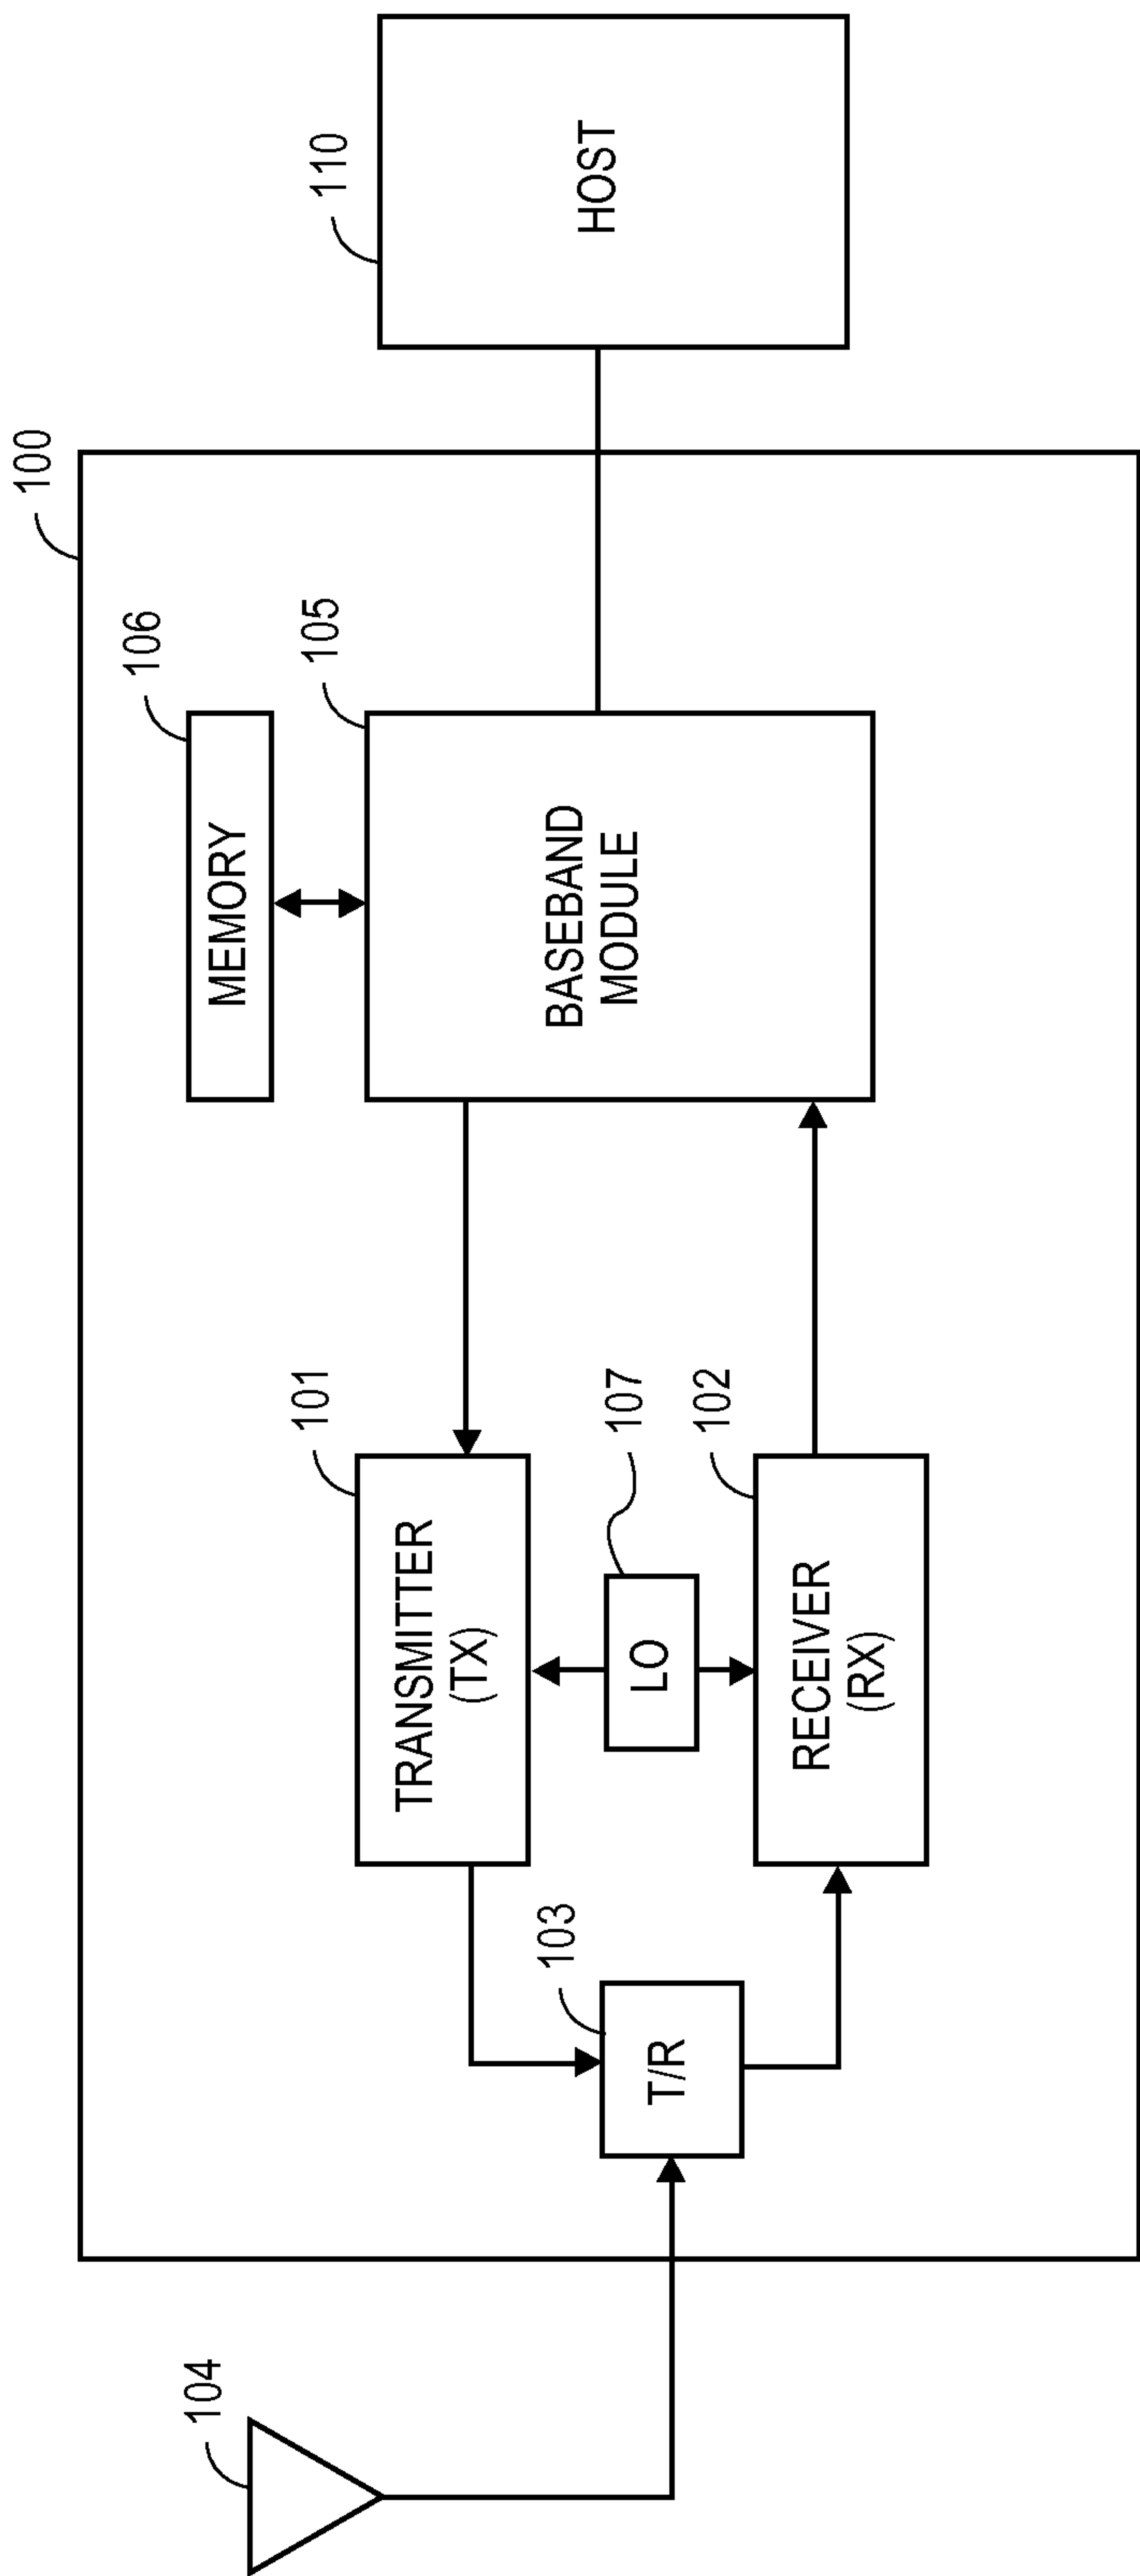 100
106
MEMORY
110
105
101
TRANSMITTER
(TX)
BASEBAND
MODULE
HOST
104
103
T/R
107
LO
102
RECEIVER
(RX)